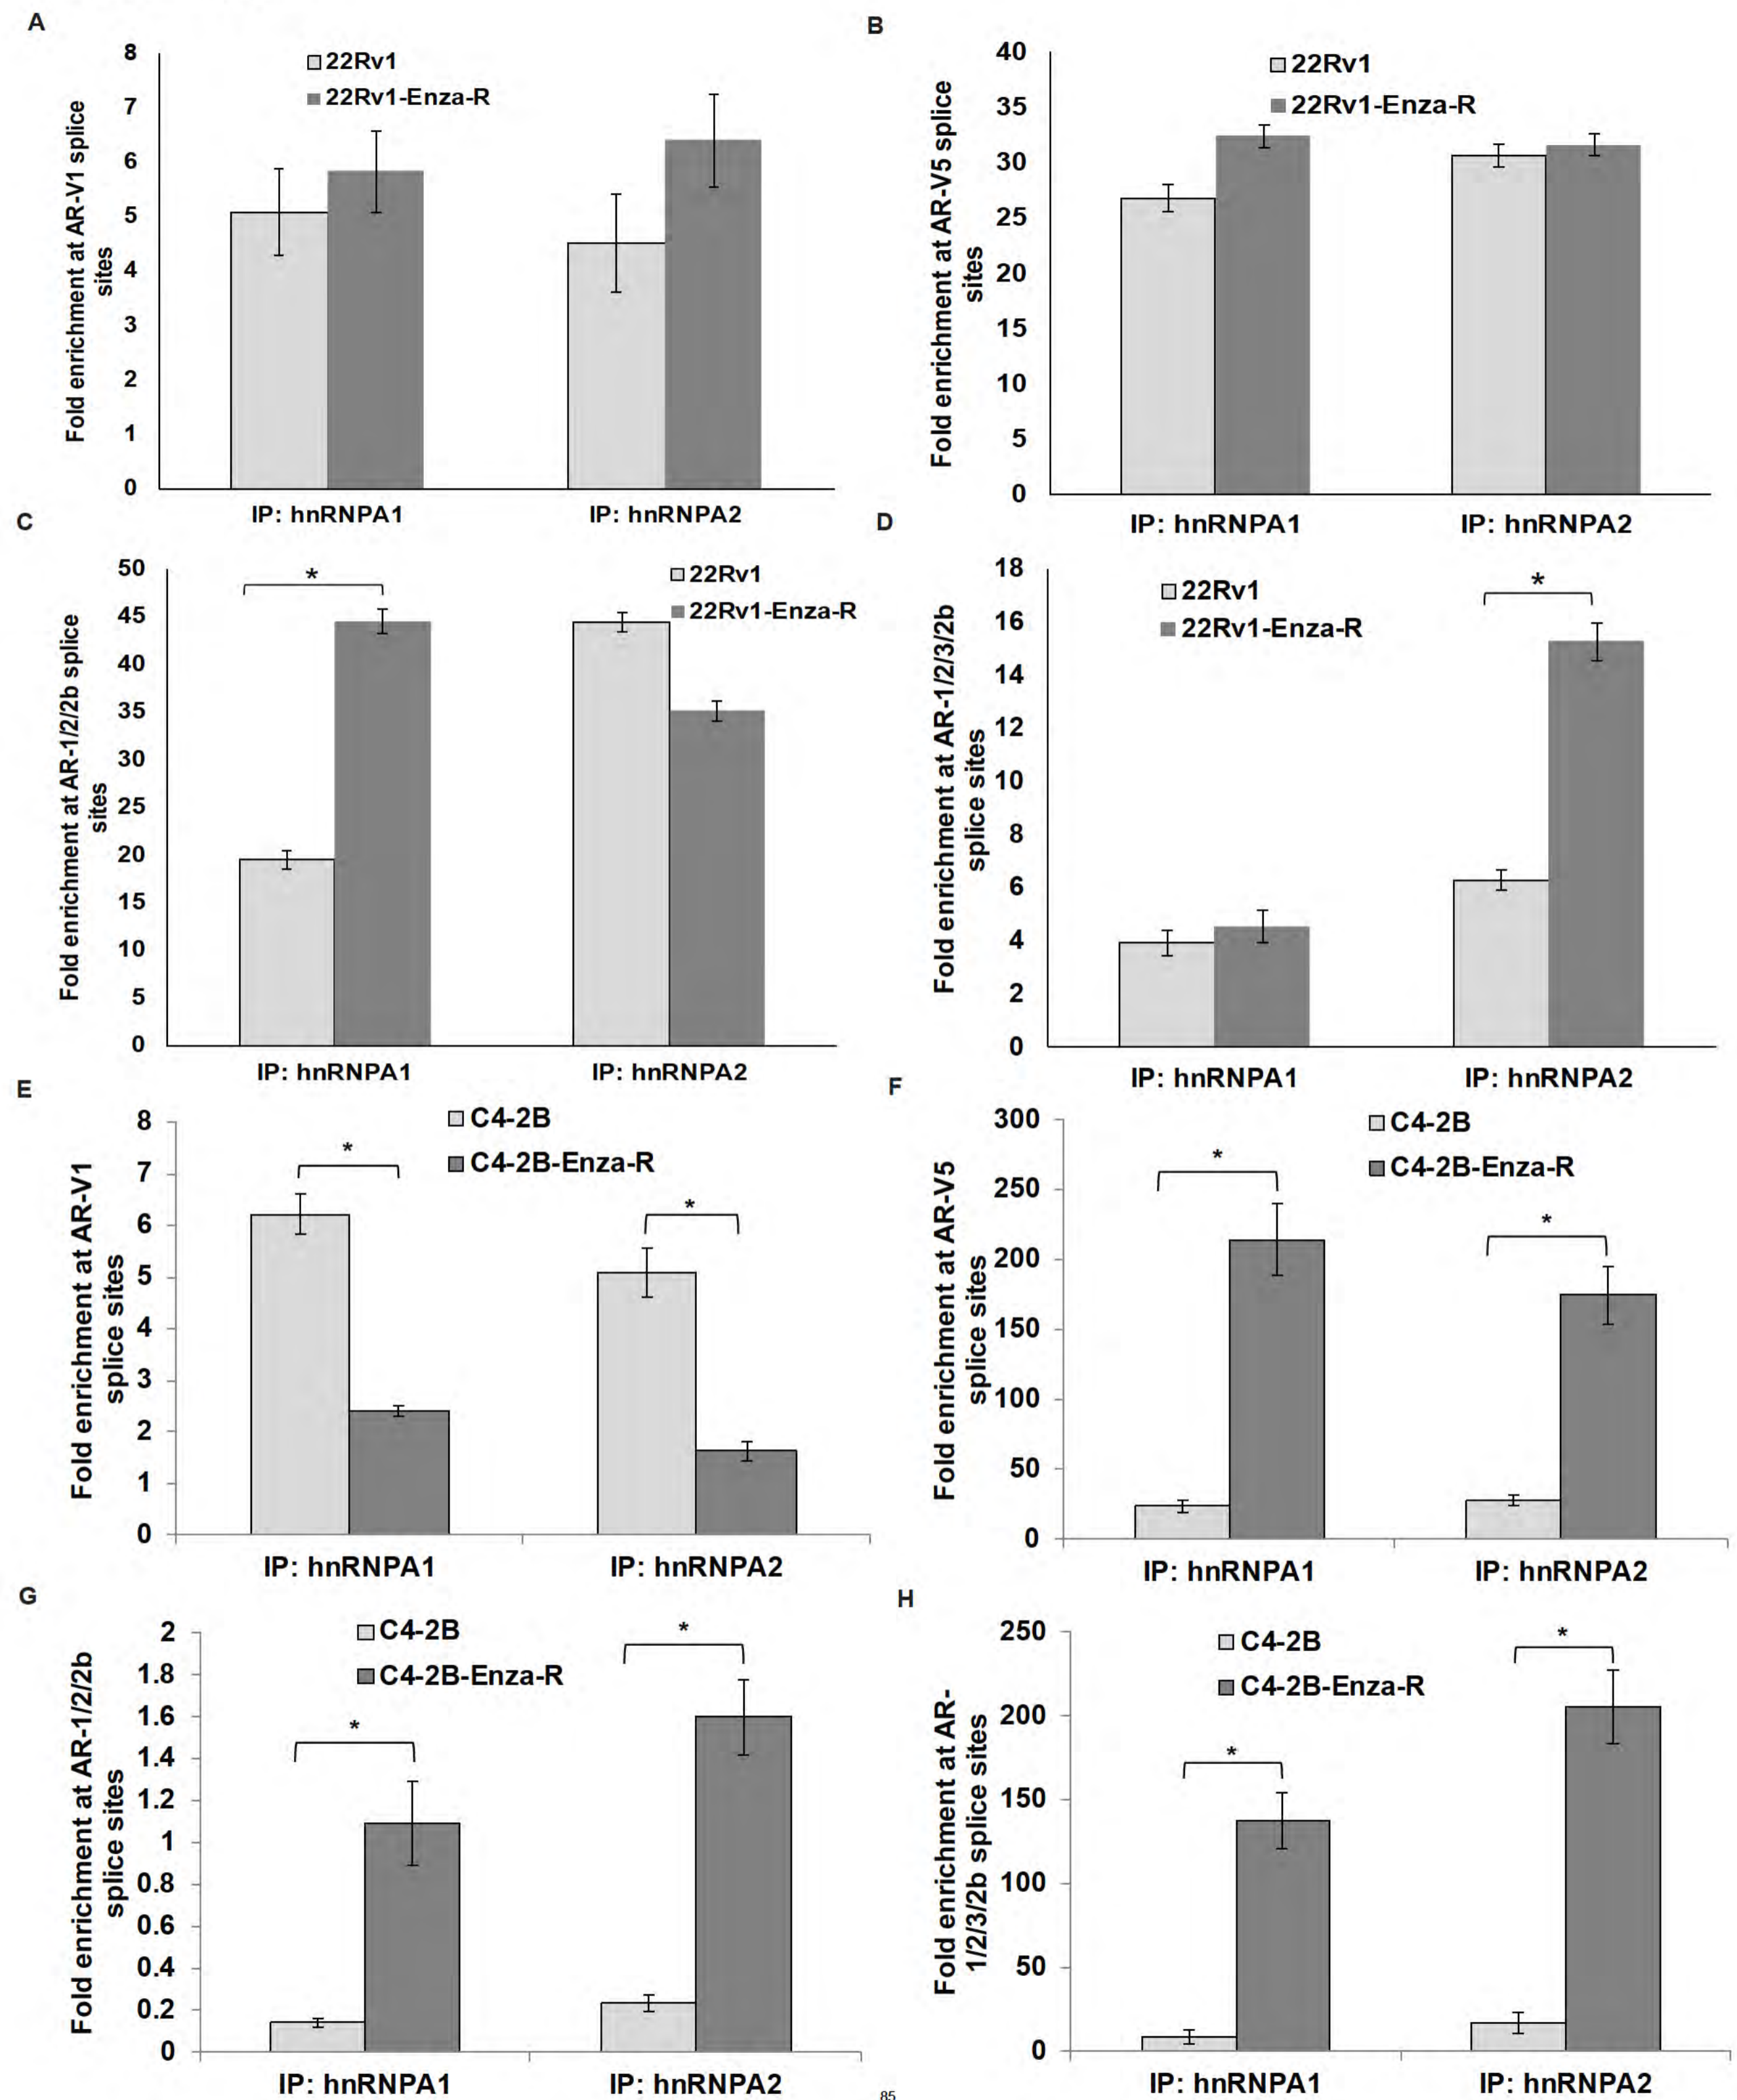 A
Fold enrichment at AR-V1 splice
sites
8
7
6
5
4
3
2
1
0
22Rv1
22Rv1-Enza-R
IP: hnRNPA1
IP: hnRNPA2
B
Fold enrichment at AR-V5 splice
sites
40
35
30
25
20
15
10
5
0
22Rv1
22Rv1-Enza-R
IP: hnRNPA1
IP: hnRNPA2
C
Fold enrichment at AR-1/2/2b splice
sites
50
45
40
35
30
25
20
15
10
5
0
*
22Rv1
22Rv1-Enza-R
IP: hnRNPA1
IP: hnRNPA2
D
Fold enrichment at AR-1/2/3/2b
splice sites
18
16
14
12
10
8
6
4
2
0
22Rv1
22Rv1-Enza-R
*
IP: hnRNPA1
IP: hnRNPA2
E
Fold enrichment at AR-V1
splice sites
8
7
6
5
4
3
2
1
0
C4-2B
C4-2B-Enza-R
*
*
IP: hnRNPA1
IP: hnRNPA2
F
Fold enrichment at AR-V5
splice sites
300
250
200
150
100
50
0
C4-2B
C4-2B-Enza-R
*
*
IP: hnRNPA1
IP: hnRNPA2
G
Fold enrichment at AR-1/2/2b
splice sites
2
1.8
1.6
1.4
1.2
1
0.8
0.6
0.4
0.2
0
C4-2B
C4-2B-Enza-R
*
*
IP: hnRNPA1
IP: hnRNPA2
H
Fold enrichment at AR-
1/2/3/2b splice sites
250
200
150
100
50
0
C4-2B
C4-2B-Enza-R
*
*
IP: hnRNPA1
IP: hnRNPA2
85